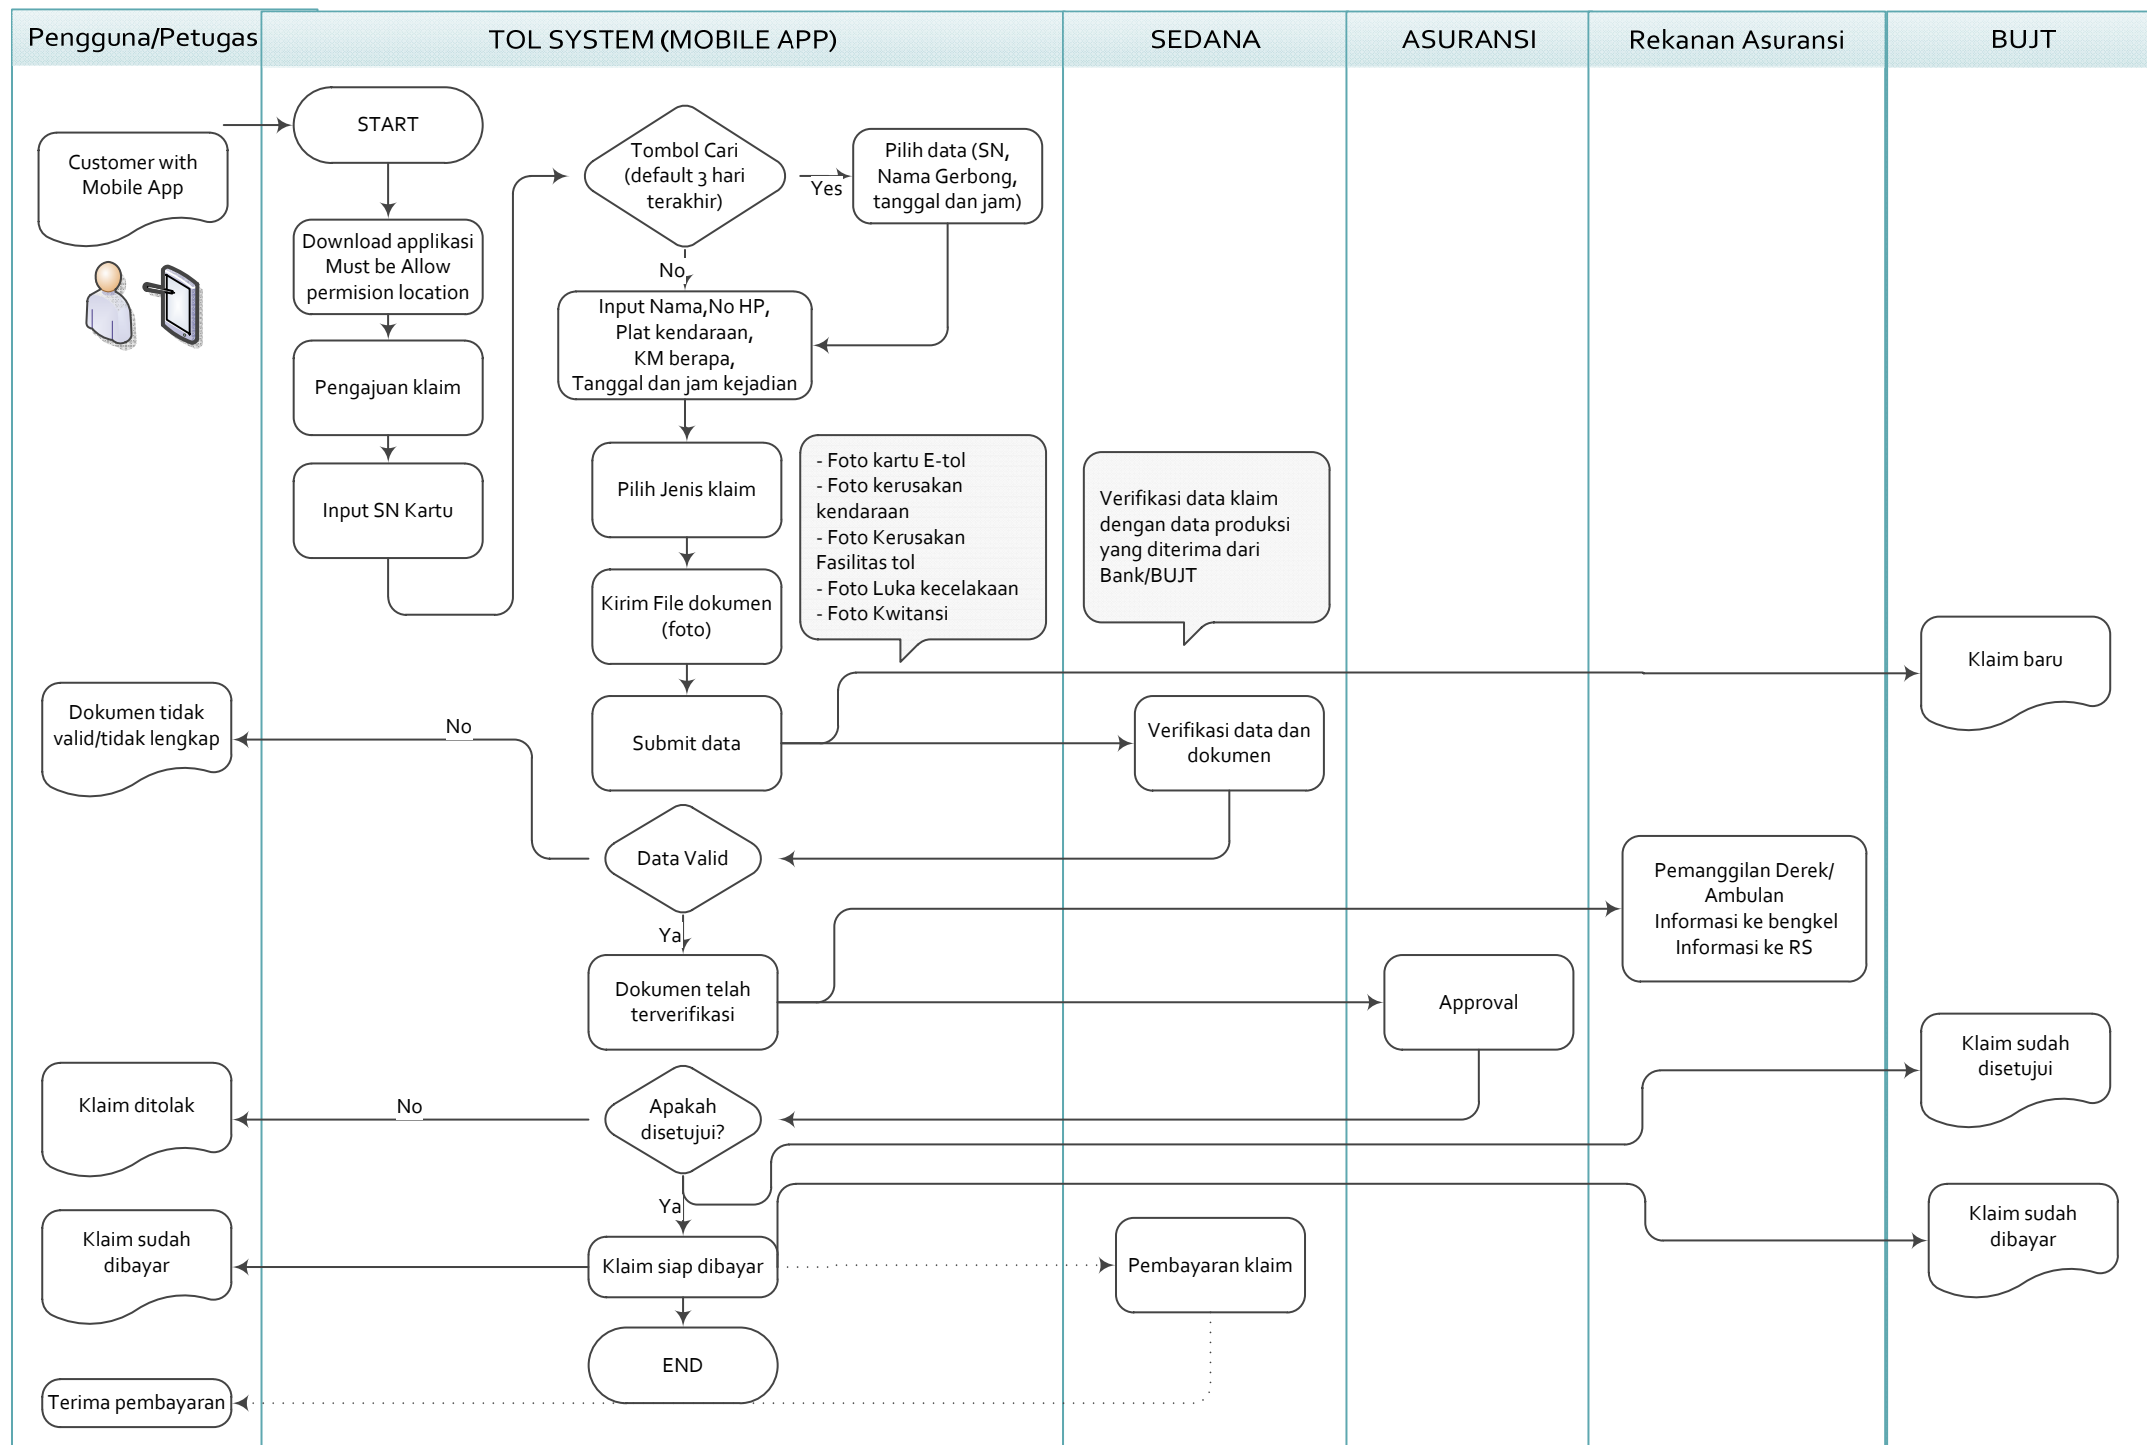 Pengguna/Petugas
TOL SYSTEM (MOBILE APP)
SEDANA
ASURANSI
Rekanan Asuransi
BUJT
Customer with
Mobile App
START
Download applikasi
Must be Allow
permision location
Pengajuan klaim
Input SN Kartu
Tombol Cari
(default 3 hari
terakhir)
Yes
Pilih data (SN,
Nama Gerbong,
tanggal dan jam)
No
Input Nama,No HP,
Plat kendaraan,
KM berapa,
Tanggal dan jam kejadian
Pilih Jenis klaim
Kirim File dokumen
(foto)
- Foto kartu E-tol
- Foto kerusakan
kendaraan
- Foto Kerusakan
Fasilitas tol
- Foto Luka kecelakaan
- Foto Kwitansi
Verifikasi data klaim
dengan data produksi
yang diterima dari
Bank/BUJT
Klaim baru
Submit data
Verifikasi data dan
dokumen
No
Dokumen tidak
valid/tidak lengkap
Data Valid
Ya
Pemanggilan Derek/
Ambulan
Informasi ke bengkel
Informasi ke RS
Dokumen telah
terverifikasi
Approval
Klaim sudah
disetujui
Apakah
disetujui?
No
Klaim ditolak
Ya
Klaim siap dibayar
Klaim sudah
dibayar
Pembayaran klaim
Klaim sudah
dibayar
END
Terima pembayaran